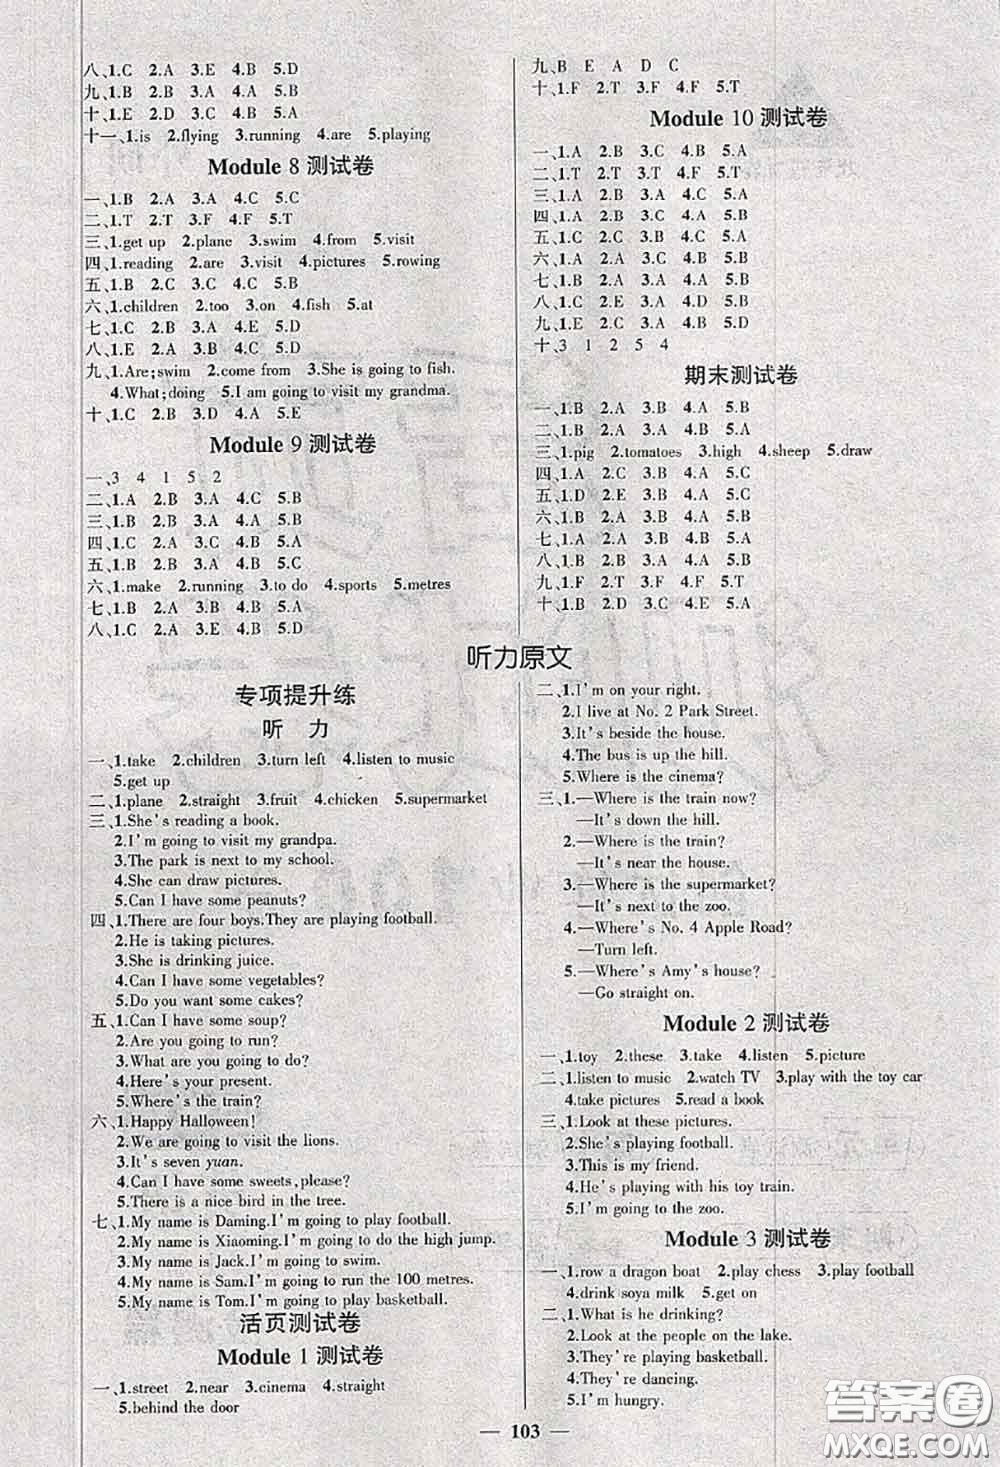 八、1.C 2.A 3.E 4.B 5.D
九、1.B 2.B 3.A 4.A 5.B
十、1.E 2.D 3.A 4.C 5.B
十一、1.is 2.flying 3.running 4.are 5.playing
Module 8 测试卷
一、1.B 2.A 3.A 4.C 5.C
二、1.T 2.T 3.F 4.F 5.T
三、1.get up 2.plane 3.swim 4.from 5.visit
四、1.reading 2.are 3.visit 4.pictures 5.rowing
五、1.B 2.C 3.C 4.C 5.B
六、1.children 2.too 3.on 4.fish 5.at
七、1.C 2.B 3.A 4.E 5.D
八、1.E 2.C 3.A 4.B 5.D
九、1.Are;swim 2.come from 3.She is going to fish.
4.What;doing 5.I am going to visit my grandma.
十、1.C 2.B 3.D 4.A 5.E
Module 9 测试卷
一、3 4 1 5 2
二、1.A 2.B 3.A 4.C 5.B
三、1.B 2.B 3.A 4.A 5.B
四、1.C 2.A 3.C 4.A 5.B
五、1.B 2.A 3.A 4.B 5.C
六、1.make 2.running 3.to do 4.sports 5.metres
七、1.B 2.A 3.B 4.B 5.A
八、1.C 2.A 3.E 4.B 5.D
九、B E A D C
十、1.F 2.T 3.F 4.F 5.T
Module 10 测试卷
一、1.A 2.B 3.C 4.B 5.A
二、1.T 2.T 3.F 4.F 5.T
三、1.A 2.B 3.A 4.A 5.B
四、1.A 2.B 3.C 4.B 5.A
五、1.C 2.B 3.C 4.C 5.A
六、1.A 2.C 3.B 4.C 5.B
七、1.B 2.B 3.A 4.A 5.A
八、1.C 2.C 3.A 4.C 5.B
九、1.E 2.C 3.A 4.B 5.D
十、3 1 2 5 4
期末测试卷
一、1.B 2.A 3.B 4.A 5.B
二、1.B 2.A 3.B 4.A 5.A
三、1.pig 2.tomatoes 3.high 4.sheep 5.draw
四、1.A 2.C 3.B 4.B 5.A
五、1.D 2.E 3.B 4.C 5.A
六、1.B 2.A 3.B 4.A 5.B
七、1.C 2.A 3.B 4.B 5.A
八、1.B 2.A 3.A 4.B 5.B
九、1.F 2.T 3.F 4.F 5.T
十、1.B 2.D 3.C 4.E 5.A
听力原文
专项提升练
听 力
一、1.take 2.children 3.turn left 4.listen to music
5.get up
二、1.plane 2.straight 3.fruit 4.chicken 5.supermarket
三、1.She's reading a book.
2.I'm going to visit my grandpa.
3.The park is next to my school.
4.She can draw pictures.
5.Can I have some peanuts?
四、1.There are four boys.They are playing football.
2.He is taking pictures.
3.She is drinking juice.
4.Can I have some vegetables?
5.Do you want some cakes?
五、1.Can I have some soup?
2.Are you going to run?
3.What are you going to do?
4.Here's your present.
5.Where's the train?
六、1.Happy Halloween!
2.We are going to visit the lions.
3.It's seven yuan.
4.Can I have some sweets,please?
5.There is a nice bird in the tree.
七、1.My name is Daming.I'm going to play football.
2.My name is Xiaoming.I'm going to do the high jump.
3.My name is Jack.I'm going to swim.
4.My name is Sam.I'm going to run the 100 metres.
5.My name is Tom.I'm going to play basketball.
活页测试卷
Module 1 测试卷
一、1.street 2.near 3.cinema 4.straight
5.behind the door
二、1.I'm on your right.
2.I live at No. 2 Park Street.
3.It's beside the house.
4.The bus is up the hill.
5.Where is the cinema?
三、1.—Where is the train now?
—It's down the hill.
2.—Where is the train?
—It's near the house.
3.—Where is the supermarket?
—It's next to the zoo.
4.—Where's No. 4 Apple Road?
—Turn left.
5.—Where's Amy's house?
—Go straight on.
Module 2 测试卷
一、1.toy 2.these 3.take 4.listen 5.picture
二、1.listen to music 2.watch TV 3.play with the toy car
4.take pictures 5.read a book
三、1.Look at these pictures.
2.She's playing football.
3.This is my friend.
4.He's playing with his toy train.
5.I'm going to the zoo.
Module 3 测试卷
一、1.row a dragon boat 2.play chess 3.play football
4.drink soya milk 5.get on
二、1.What is he drinking?
2.Look at the people on the lake.
3.They're playing basketball.
4.They're dancing.
5.I'm hungry.
— 103 —
答案圈
MXQE.COM